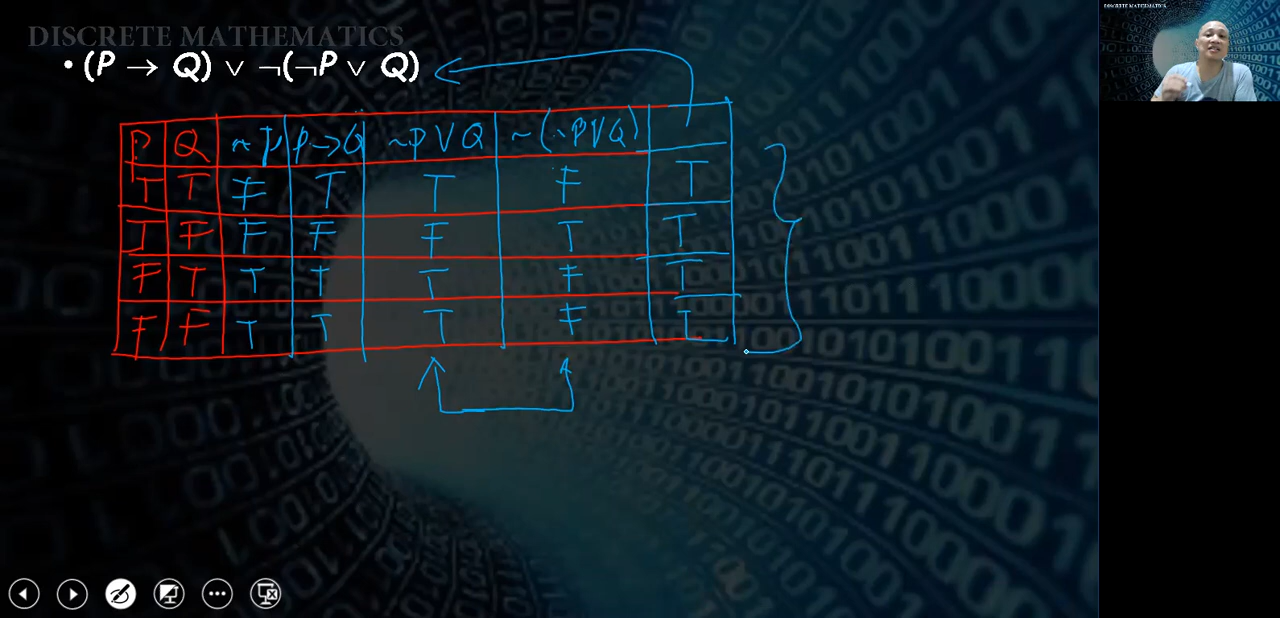 DISCRETE MATHEMATICS
• (P → Q) ∨ ¬(¬P ∨ Q)
P Q ~P P→Q ~P∨Q ~(¬P∨Q)
T T F T T F T
T F F F F T T
F T T T T F T
F F T T T F T
DISCRETE MATHEMATICS